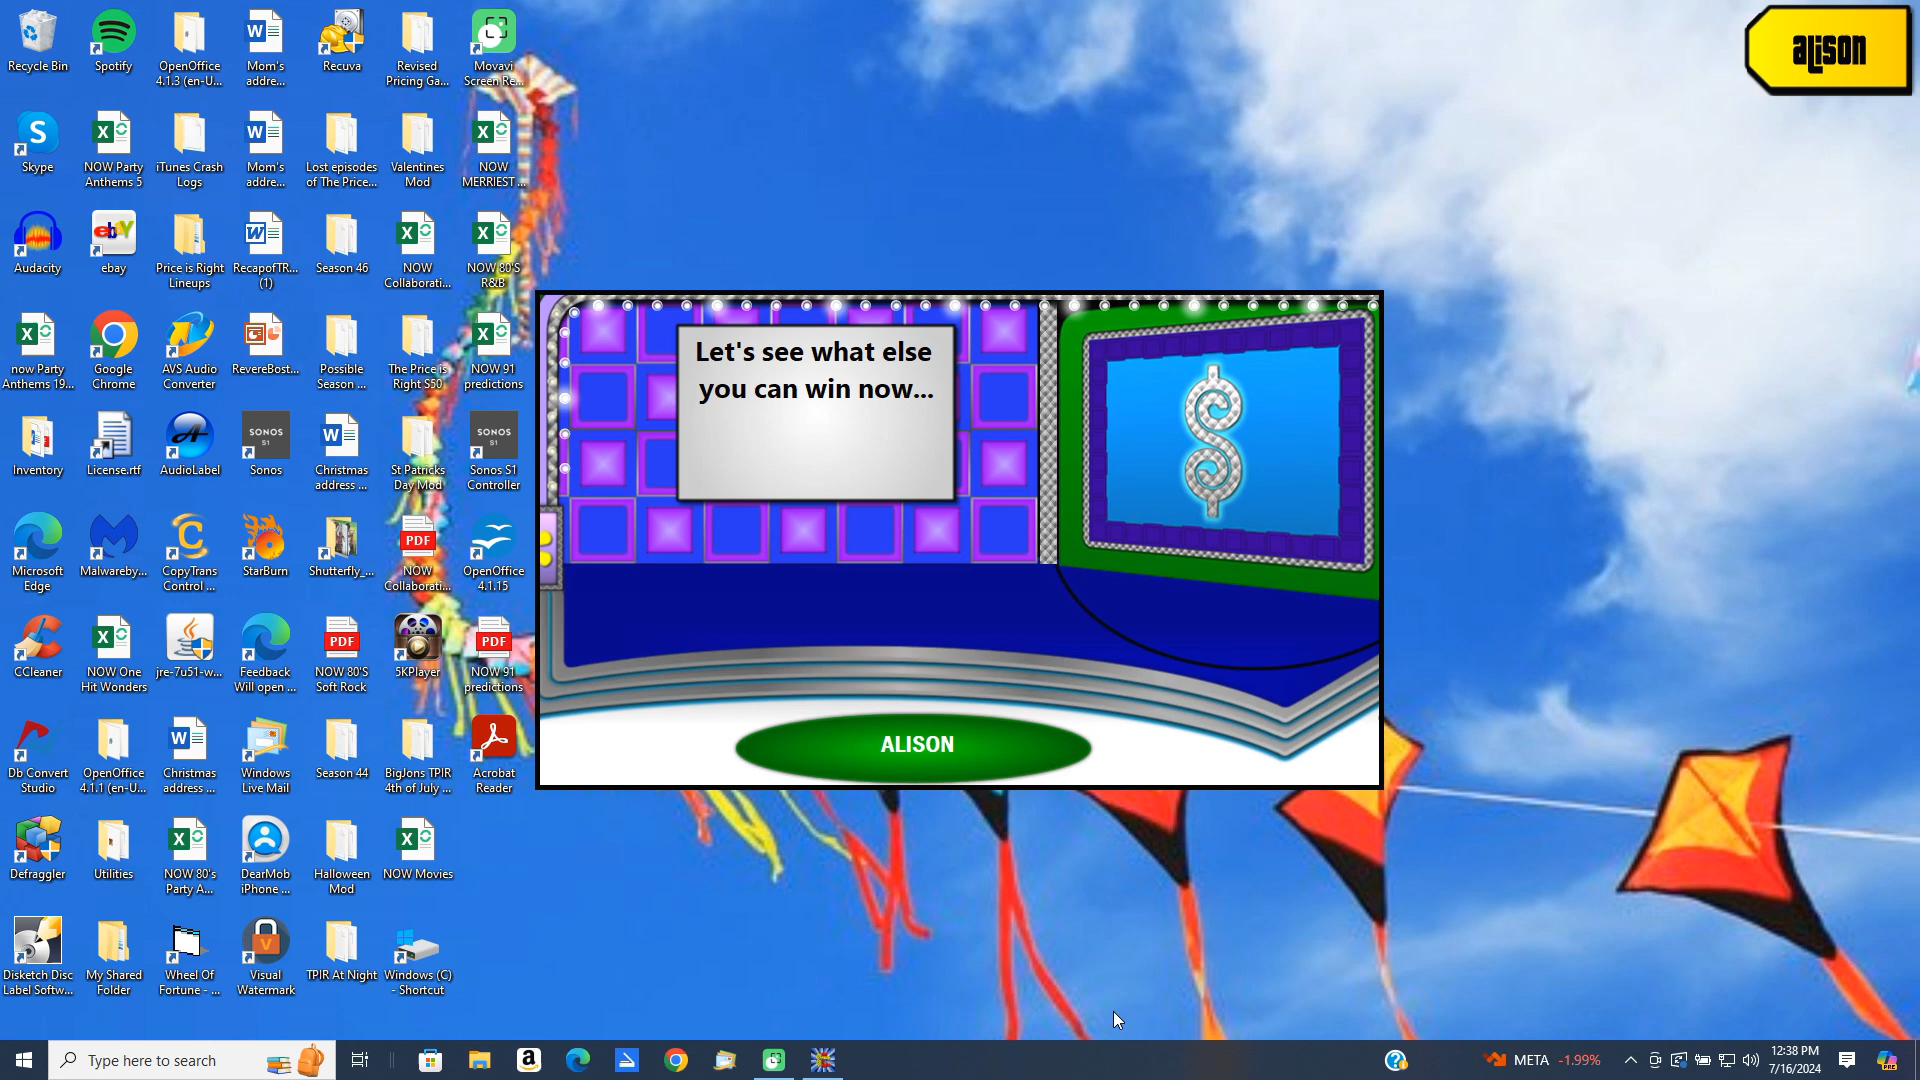 Recycle Bin
Spotify
OpenOffice
4.1.3 (en-U...
Mom's
addre...
Recuva
Revised
Pricing Ga...
Movavi
Screen Re...
Skype
NOW Party
Anthems 5
iTunes Crash
Logs
Mom's
addre...
Lost episodes
of The Price...
Valentines
Mod
NOW
MERRIEST ...
Audacity
ebay
Price is Right
Lineups
RecapofTR...
(1)
Season 46
NOW
Collaborati...
NOW 80'S
R&B
now Party
Anthems 19...
Google
Chrome
AVS Audio
Converter
RevereBost...
Possible
Season ...
The Price is
Right S50
NOW 91
predictions
Inventory
License.rtf
AudioLabel
SONOS
S1
Sonos
Christmas
address ...
St Patricks
Day Mod
SONOS
S1
Sonos S1
Controller
Microsoft
Edge
Malwareby...
CopyTrans
Control ...
StarBurn
Shutterfly_...
PDF
NOW
Collaborati...
OpenOffice
4.1.15
CCleaner
NOW One
Hit Wonders
jre-7u51-w...
Feedback
Will open ...
PDF
NOW 80'S
Soft Rock
5KPlayer
PDF
NOW 91
predictions
Db Convert
Studio
OpenOffice
4.1.1 (en-U...
Christmas
address ...
Windows
Live Mail
Season 44
BigJons TPIR
4th of July ...
Acrobat
Reader
Defraggler
Utilities
NOW 80's
Party A...
DearMob
iPhone ...
Halloween
Mod
NOW Movies
Disketch Disc
Label Softw...
My Shared
Folder
Wheel Of
Fortune - ...
Visual
Watermark
TPIR At Night
Windows (C)
- Shortcut
alison
Let's see what else
you can win now...
ALISON
Type here to search
META -1.99%
12:38 PM
7/16/2024
PRE